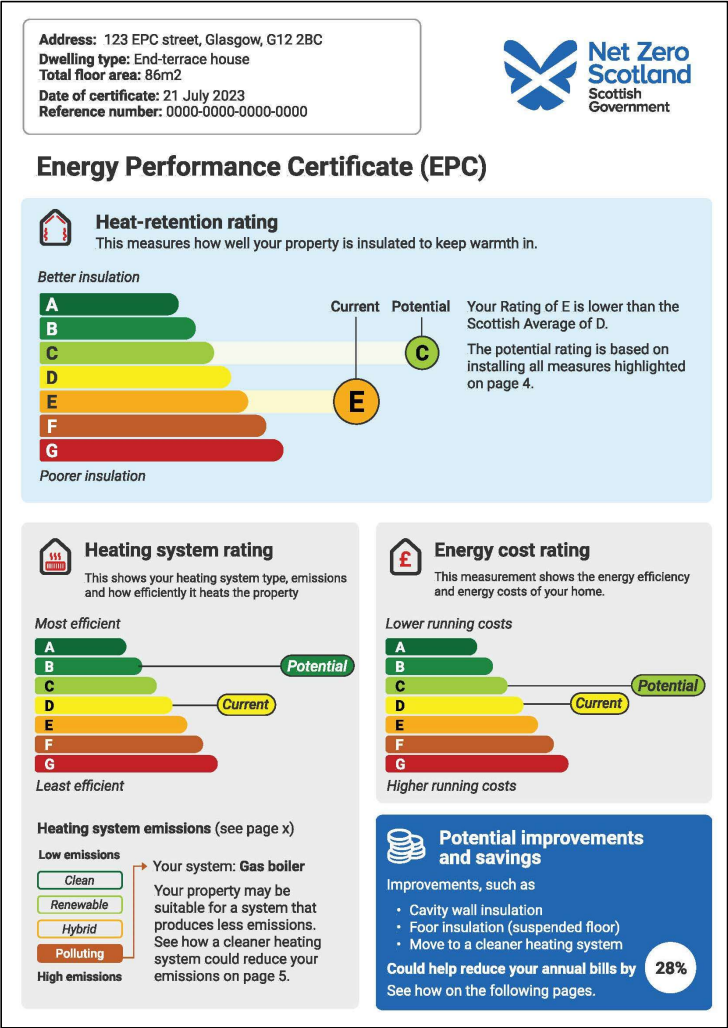 Address: 123 EPC street, Glasgow, G12 2BC
Dwelling type: End-terrace house
Total floor area: 86m2
Date of certificate: 21 July 2023
Reference number: 0000-0000-0000-0000
Net Zero
Scotland
Scottish
Government
Energy Performance Certificate (EPC)
Heat-retention rating
This measures how well your property is insulated to keep warmth in.
Better insulation
A
B
C
D
E
F
G
Poorer insulation
Current Potential
C
E
Your Rating of E is lower than the
Scottish Average of D.
The potential rating is based on
installing all measures highlighted
on page 4.
Heating system rating
This shows your heating system type, emissions
and how efficiently it heats the property
Most efficient
A
B
C
D
E
F
G
Potential
Current
Least efficient
Heating system emissions (see page x)
Low emissions
Clean
Renewable
Hybrid
Polluting
High emissions
Your system: Gas boiler
Your property may be
suitable for a system that
produces less emissions.
See how a cleaner heating
system could reduce your
emissions on page 5.
£
Energy cost rating
This measurement shows the energy efficiency
and energy costs of your home.
Lower running costs
A
B
C
D
E
F
G
Potential
Current
Higher running costs
Potential improvements
and savings
Improvements, such as
• Cavity wall insulation
• Foor insulation (suspended floor)
• Move to a cleaner heating system
Could help reduce your annual bills by 28%
See how on the following pages.